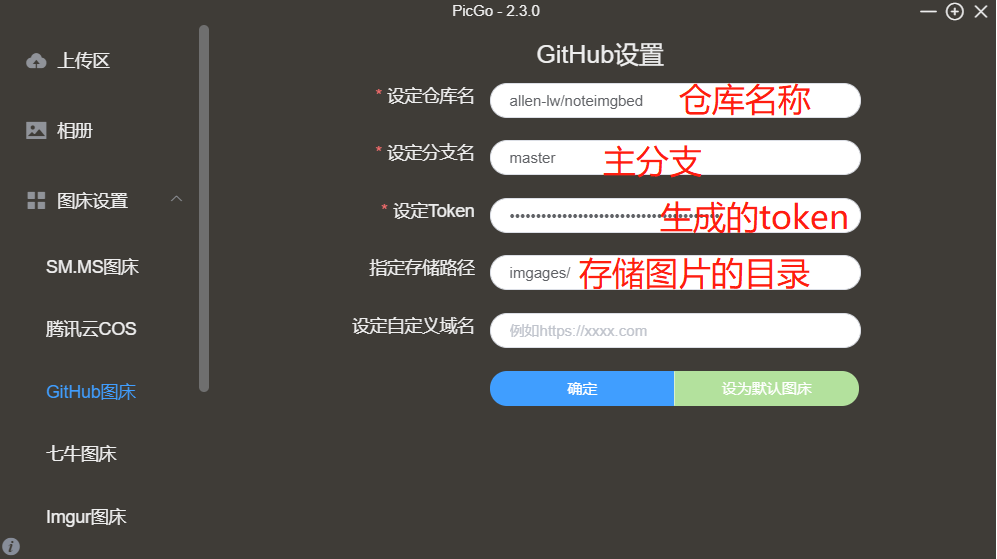 PicGo - 2.3.0
上传区
相册
图床设置
SM.MS图床
腾讯云COS
GitHub图床
七牛图床
Imgur图床
GitHub设置
* 设定仓库名 allen-lw/noteimgbed 仓库名称
* 设定分支名 master 主分支
* 设定Token 生成的token
指定存储路径 imgages/ 存储图片的目录
设定自定义域名 例如https://xxxx.com
确定 设为默认图床